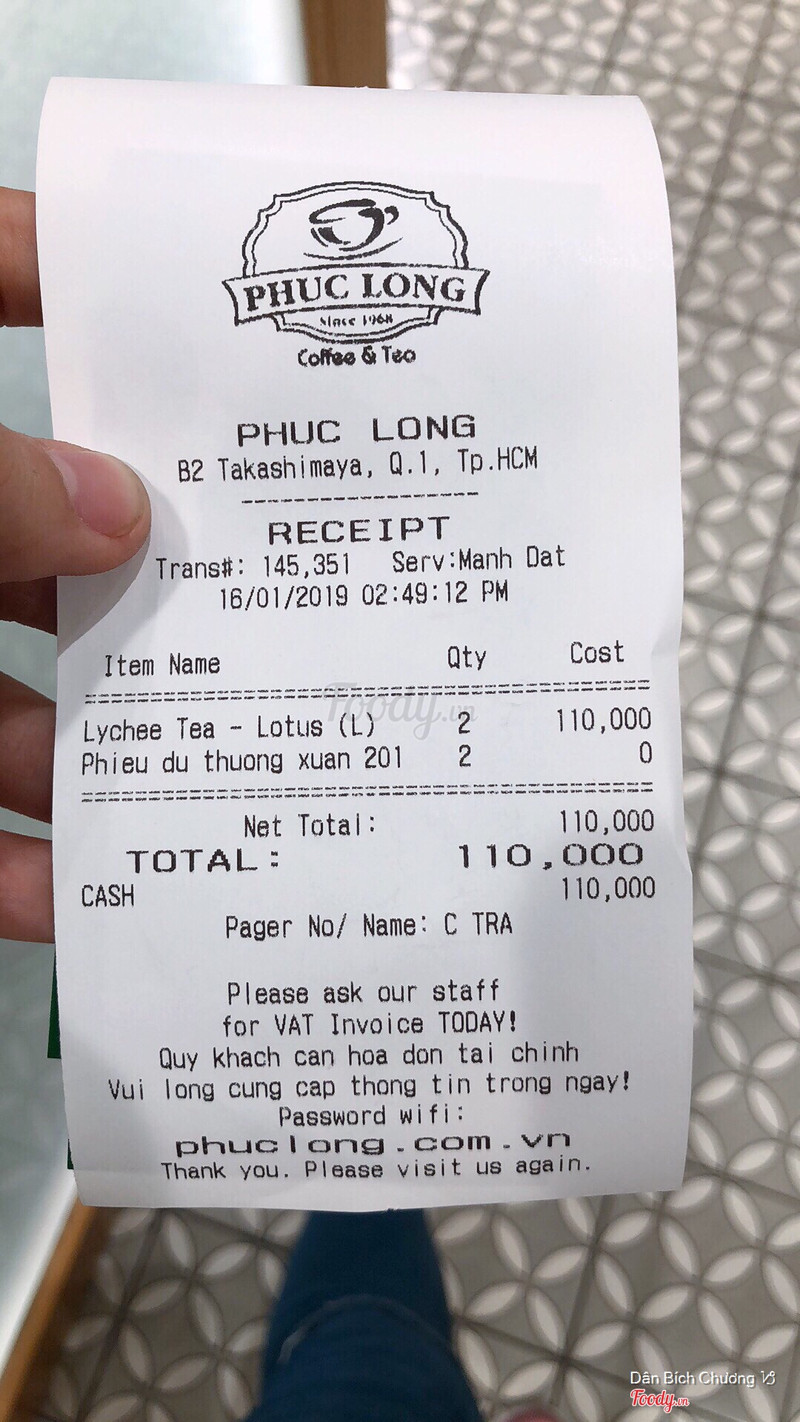 PHUC LONG
Since 1968
Coffee & Tea
PHUC LONG
B2 Takashimaya, Q.1, Tp.HCM
RECEIPT
Trans#: 145,351 Serv:Manh Dat
16/01/2019 02:49:12 PM
Item Name Qty Cost
Foody.vn
Lychee Tea - Lotus (L) 2 110,000
Phieu du thuong xuan 201 2 0
Net Total: 110,000
TOTAL: 110,000
CASH 110,000
Pager No/ Name: C TRA
Please ask our staff
for VAT Invoice TODAY!
Quy khach can hoa don tai chinh
Vui long cung cap thong tin trong ngay!
Password wifi:
phuclong.com.vn
Thank you. Please visit us again.
Dân Bích Chương
Foody.vn